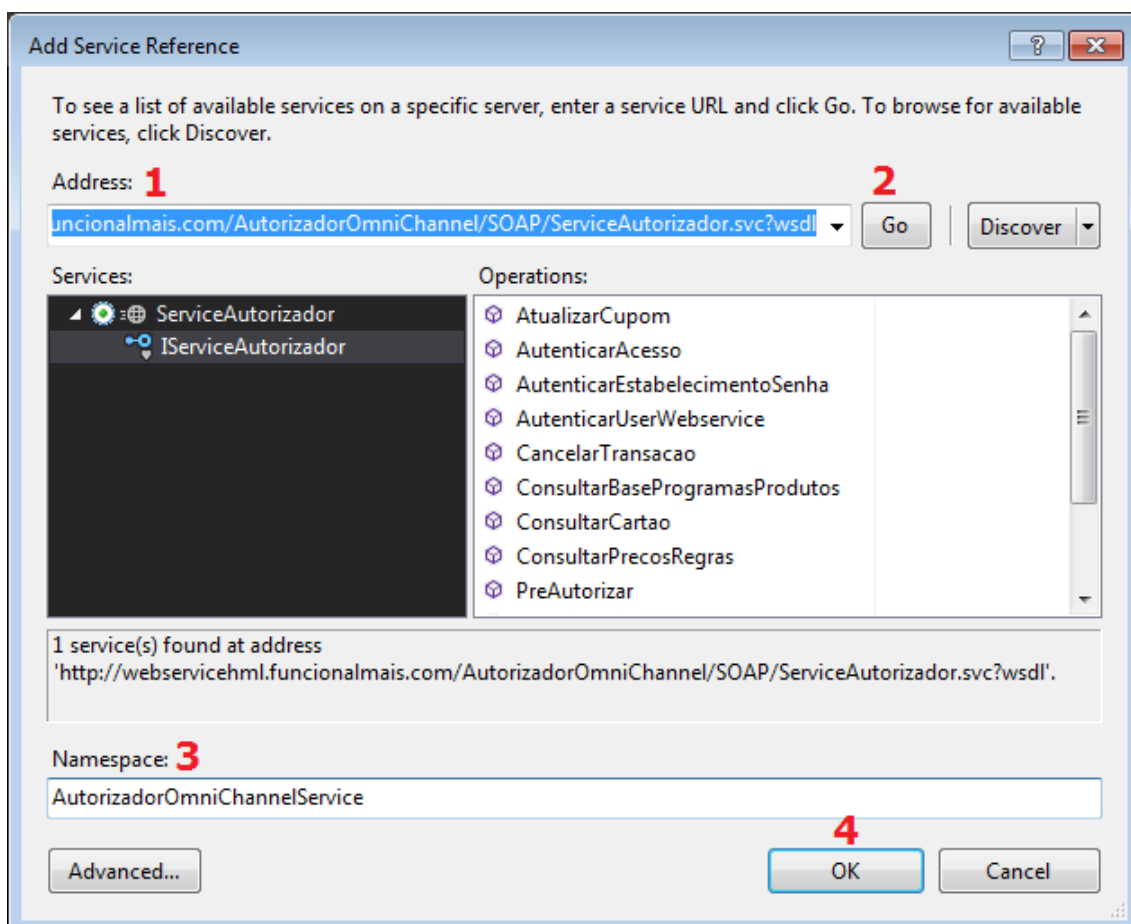 Add Service Reference
To see a list of available services on a specific server, enter a service URL and click Go. To browse for available
services, click Discover.
Address: 1
2
uncionalmais.com/AutorizadorOmniChannel/SOAP/ServiceAutorizador.svc?wsdl
Go
Discover
Services:
Operations:
ServiceAutorizador
IServiceAutorizador
AtualizarCupom
AutenticarAcesso
AutenticarEstabelecimentoSenha
AutenticarUserWebservice
CancelarTransacao
ConsultarBaseProgramasProdutos
ConsultarCartao
ConsultarPrecosRegras
PreAutorizar
1 service(s) found at address
'http://webservicehml.funcionalmais.com/AutorizadorOmniChannel/SOAP/ServiceAutorizador.svc?wsdl'.
Namespace: 3
AutorizadorOmniChannelService
4
Advanced...
OK
Cancel